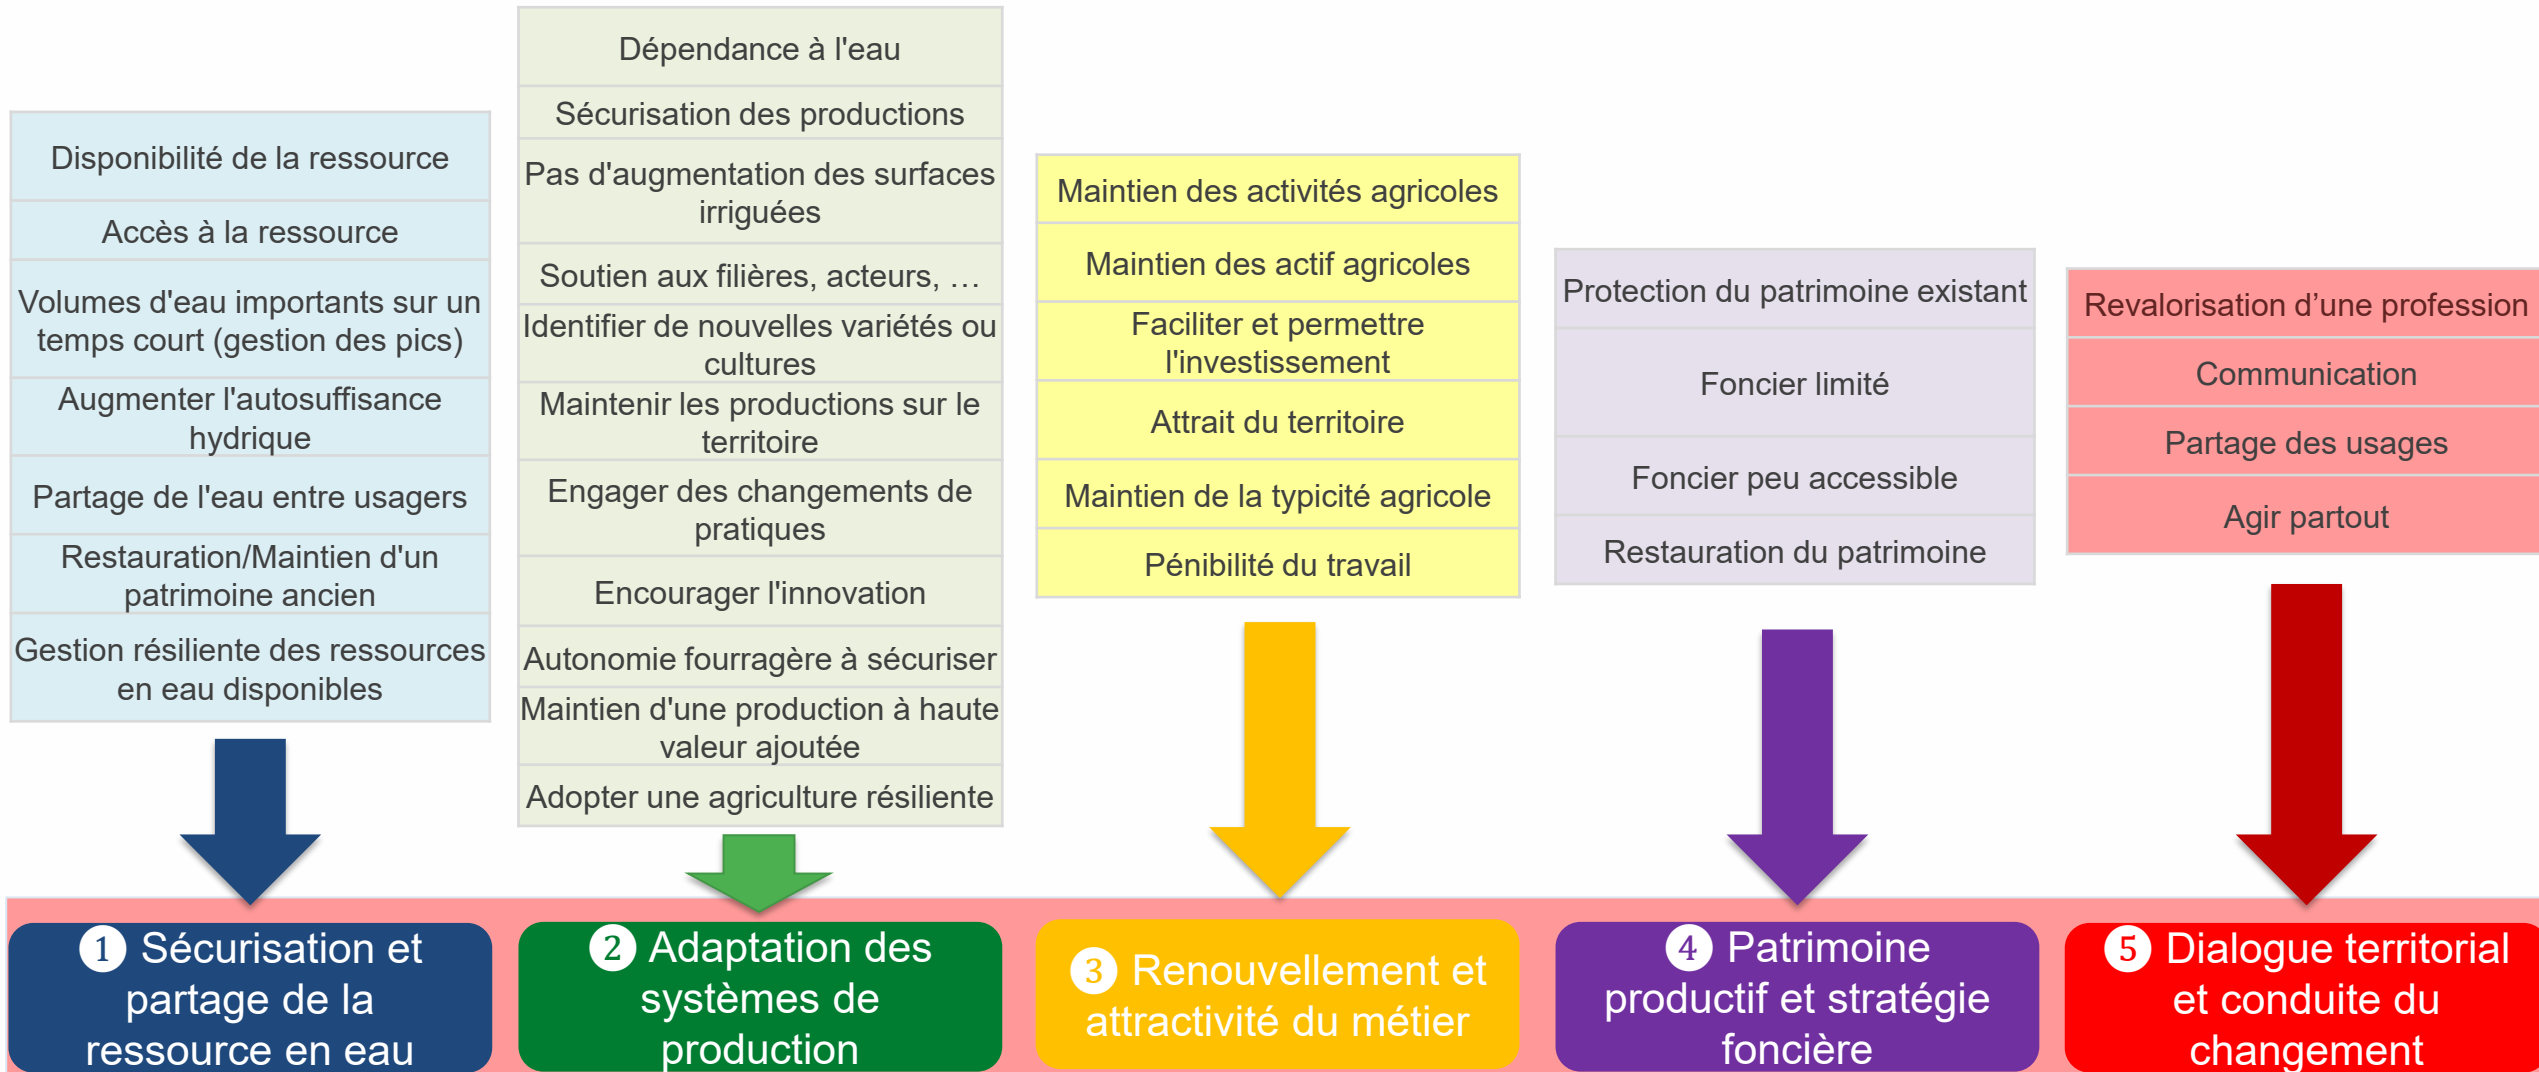 Disponibilité de la ressource
Accès à la ressource
Volumes d'eau importants sur un
temps court (gestion des pics)
Augmenter l'autosuffisance
hydrique
Partage de l'eau entre usagers
Restauration/Maintien d'un
patrimoine ancien
Gestion résiliente des ressources
en eau disponibles
Dépendance à l'eau
Sécurisation des productions
Pas d'augmentation des surfaces
irriguées
Soutien aux filières, acteurs, …
Identifier de nouvelles variétés ou
cultures
Maintenir les productions sur le
territoire
Engager des changements de
pratiques
Encourager l'innovation
Autonomie fourragère à sécuriser
Maintien d'une production à haute
valeur ajoutée
Adopter une agriculture résiliente
Maintien des activités agricoles
Maintien des actif agricoles
Faciliter et permettre
l'investissement
Attrait du territoire
Maintien de la typicité agricole
Pénibilité du travail
Protection du patrimoine existant
Foncier limité
Foncier peu accessible
Restauration du patrimoine
Revalorisation d’une profession
Communication
Partage des usages
Agir partout
❶ Sécurisation et
partage de la
ressource en eau
❷ Adaptation des
systèmes de
production
❸ Renouvellement et
attractivité du métier
❹ Patrimoine
productif et stratégie
foncière
❺ Dialogue territorial
et conduite du
changement